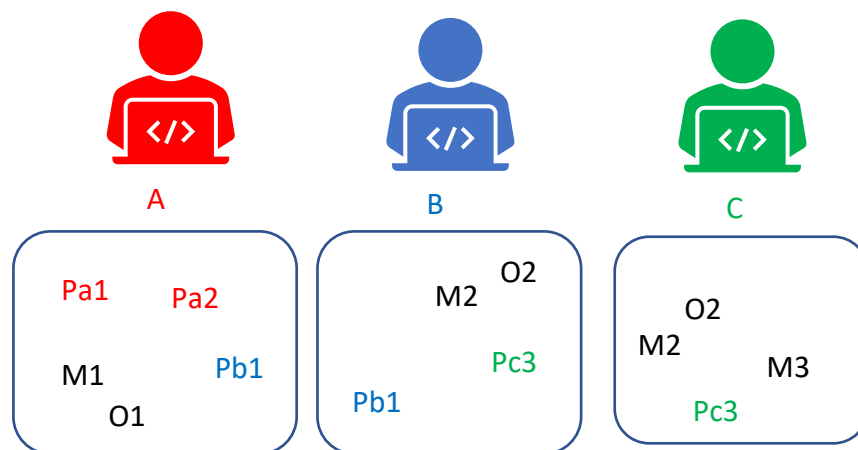 </> </> </>
A B C
Pa1 Pa2
M1 Pb1
O1
O2
M2
Pc3
Pb1
O2
M2
M3
Pc3